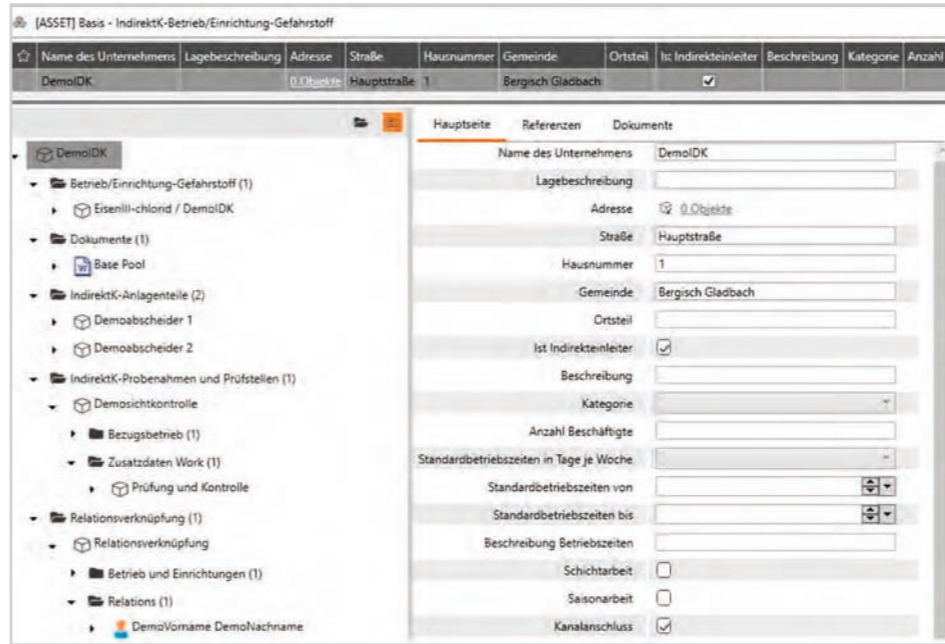 [ASSET] Basis - IndirektK-Betrieb/Einrichtung-Gefahrstoff
Name des Unternehmens Lagebeschreibung Adresse Straße Hausnummer Gemeinde Ortsteil Ist Indirekteinleiter Beschreibung Kategorie Anzahl
DemoIDK 0 Objekte Hauptstraße 1 Bergisch Gladbach
DemoIDK
Betrieb/Einrichtung-Gefahrstoff (1)
EisenIII-chlorid / DemoIDK
Dokumente (1)
Base Pool
IndirektK-Anlagenteile (2)
Demoabscheider 1
Demoabscheider 2
IndirektK-Probenahmen und Prüfstellen (1)
Demosichtkontrolle
Bezugsbetrieb (1)
Zusatzdaten Work (1)
Prüfung und Kontrolle
Relationsverknüpfung (1)
Relationsverknüpfung
Betrieb und Einrichtungen (1)
Relations (1)
DemoVorname DemoNachname
Hauptseite Referenzen Dokumente
Name des Unternehmens DemoIDK
Lagebeschreibung
Adresse 0 Objekte
Straße Hauptstraße
Hausnummer 1
Gemeinde Bergisch Gladbach
Ortsteil
Ist Indirekteinleiter
Beschreibung
Kategorie
Anzahl Beschäftigte
Standardbetriebszeiten in Tage je Woche
Standardbetriebszeiten von
Standardbetriebszeiten bis
Beschreibung Betriebszeiten
Schichtarbeit
Saisonarbeit
Kanalanschluss